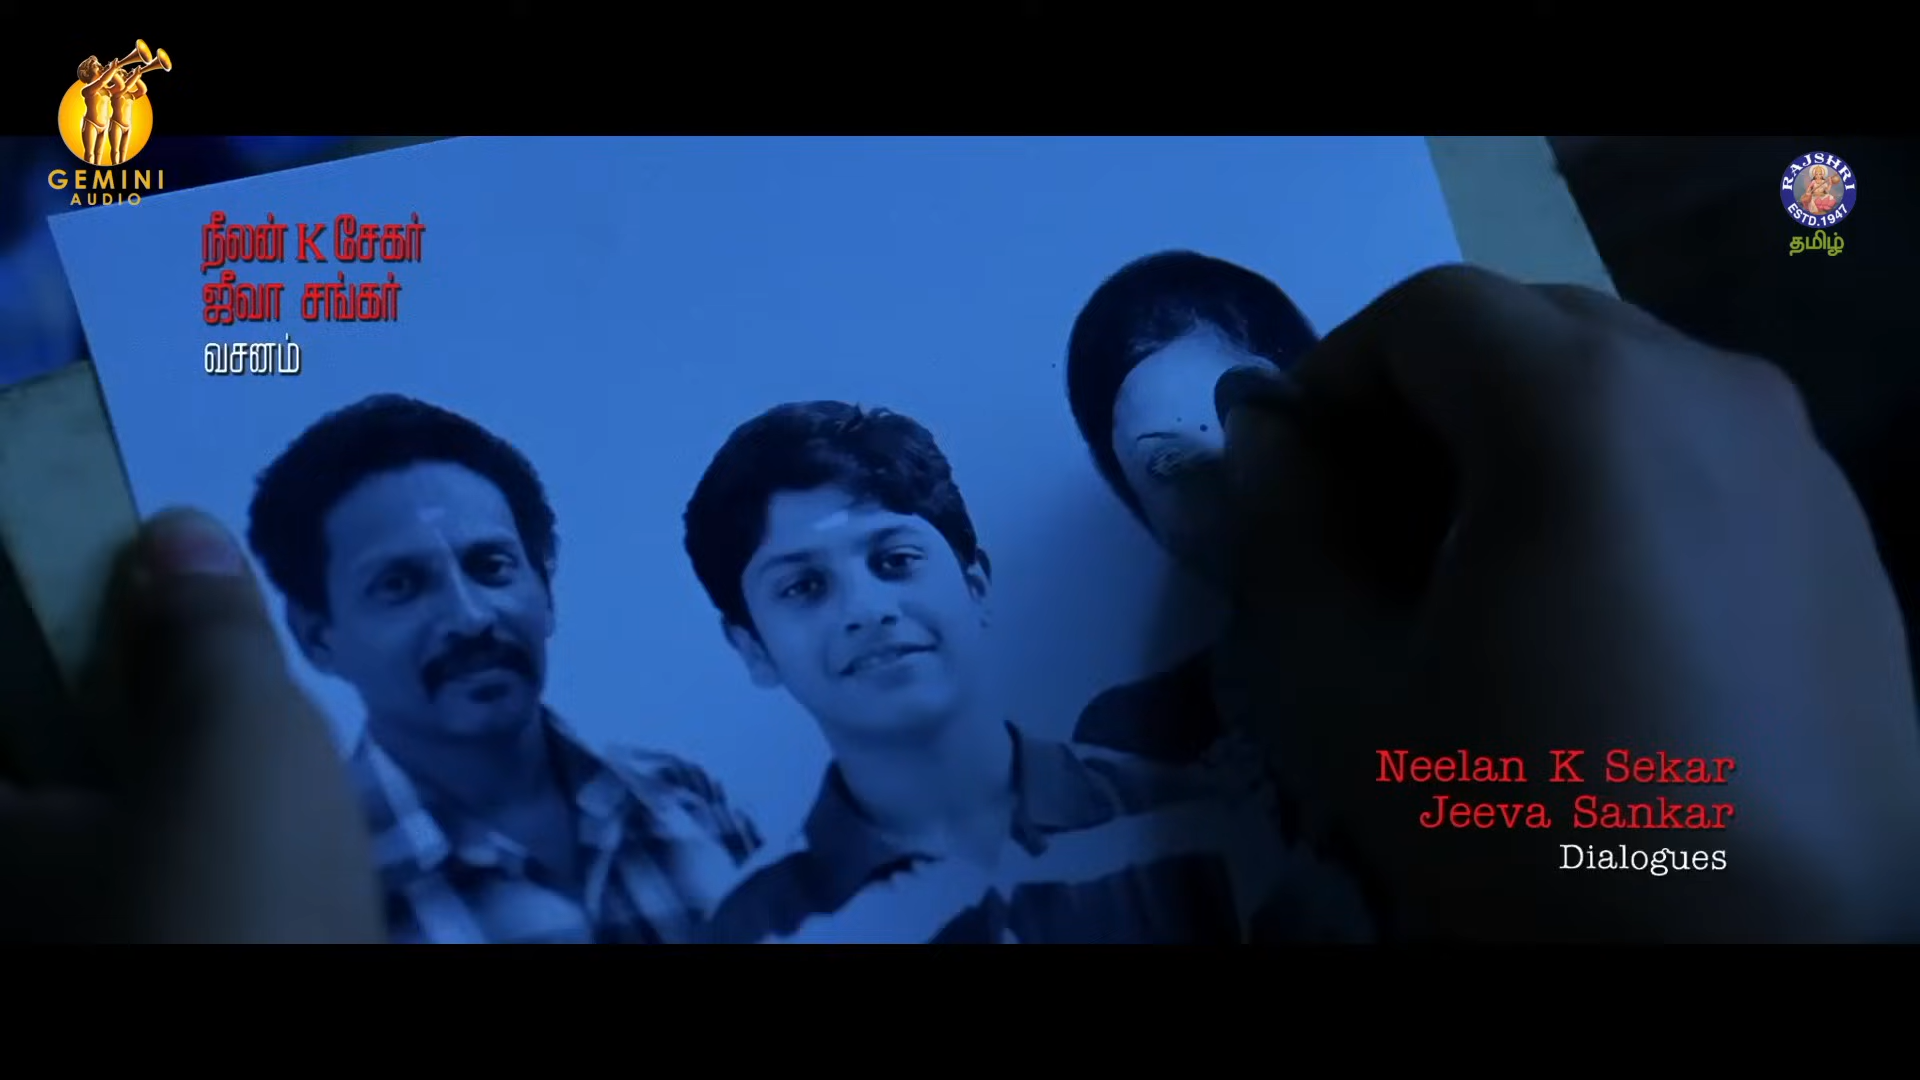 GEMINI
AUDIO
RAJSHRI
ESTD.1947
தமிழ்
நீலன் K சேகர்
ஜீவா சங்கர்
வசனம்
Neelan K Sekar
Jeeva Sankar
Dialogues